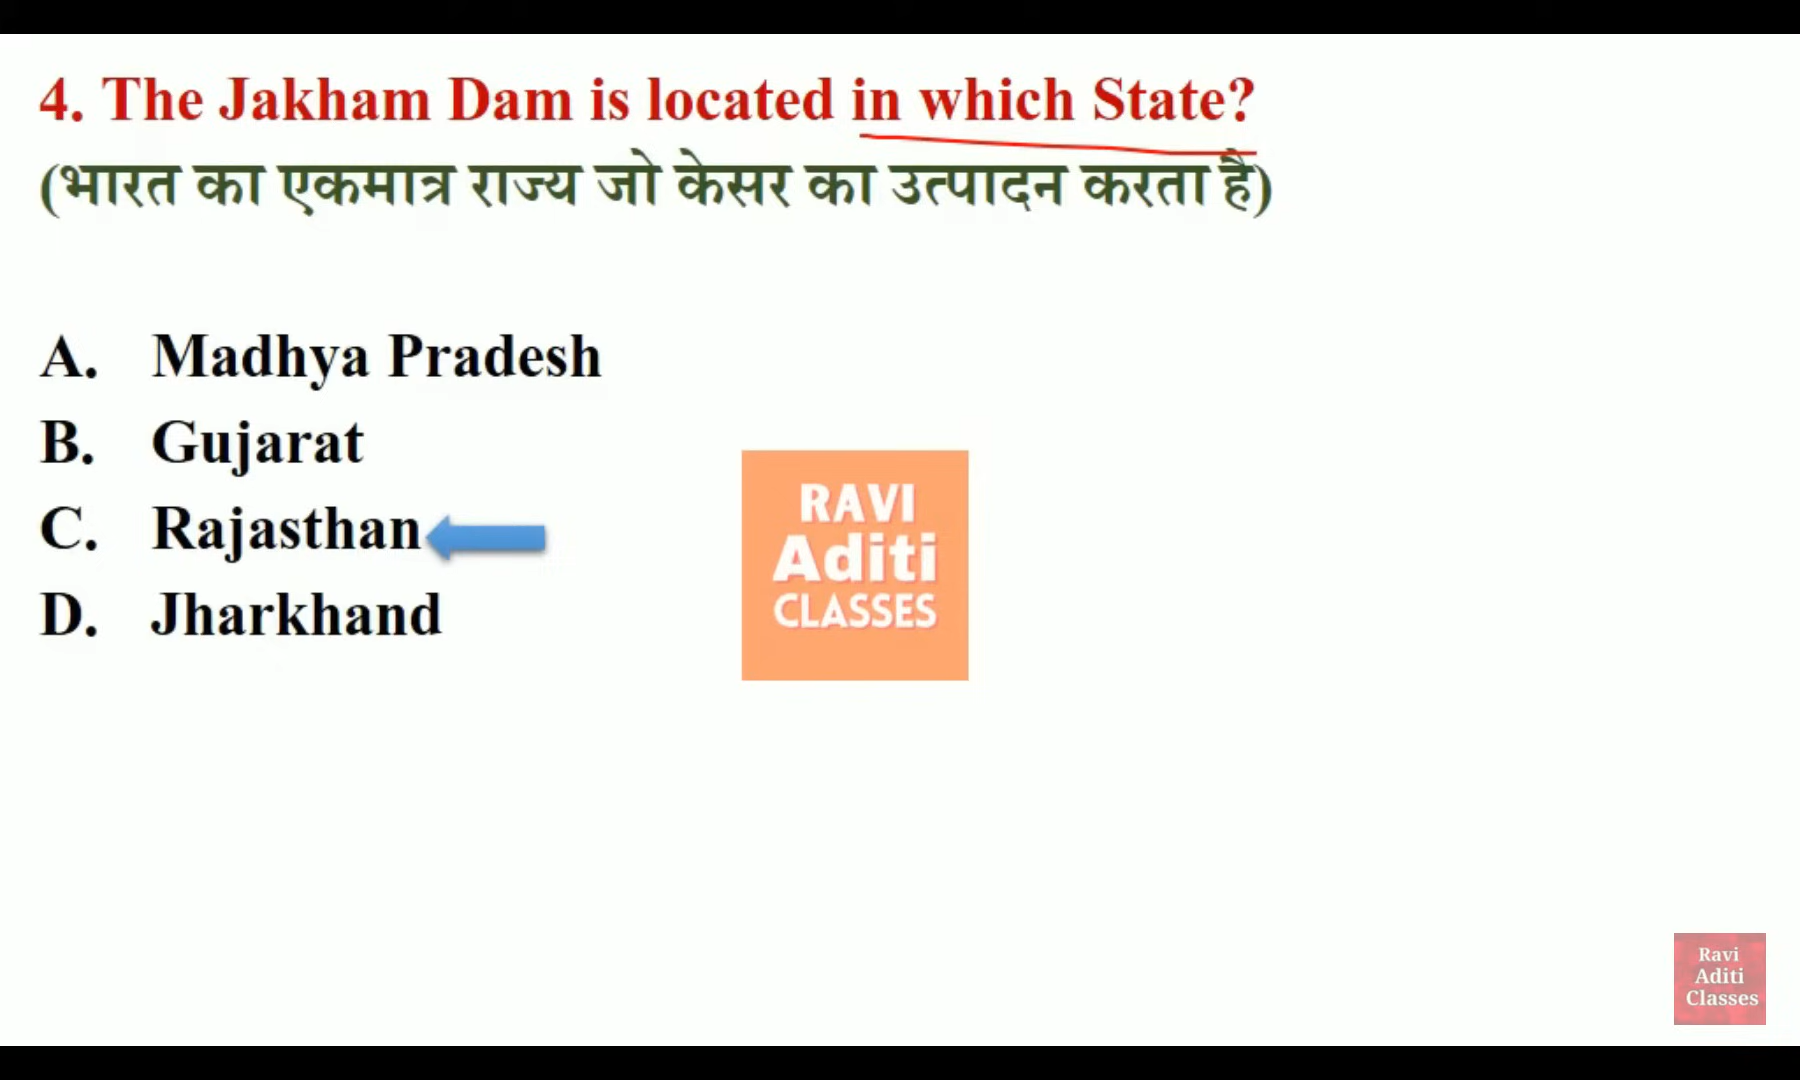 4. The Jakham Dam is located in which State?
(भारत का एकमात्र राज्य जो केसर का उत्पादन करता है)
A. Madhya Pradesh
B. Gujarat
C. Rajasthan
D. Jharkhand
RAVI
Aditi
CLASSES
Ravi
Aditi
Classes